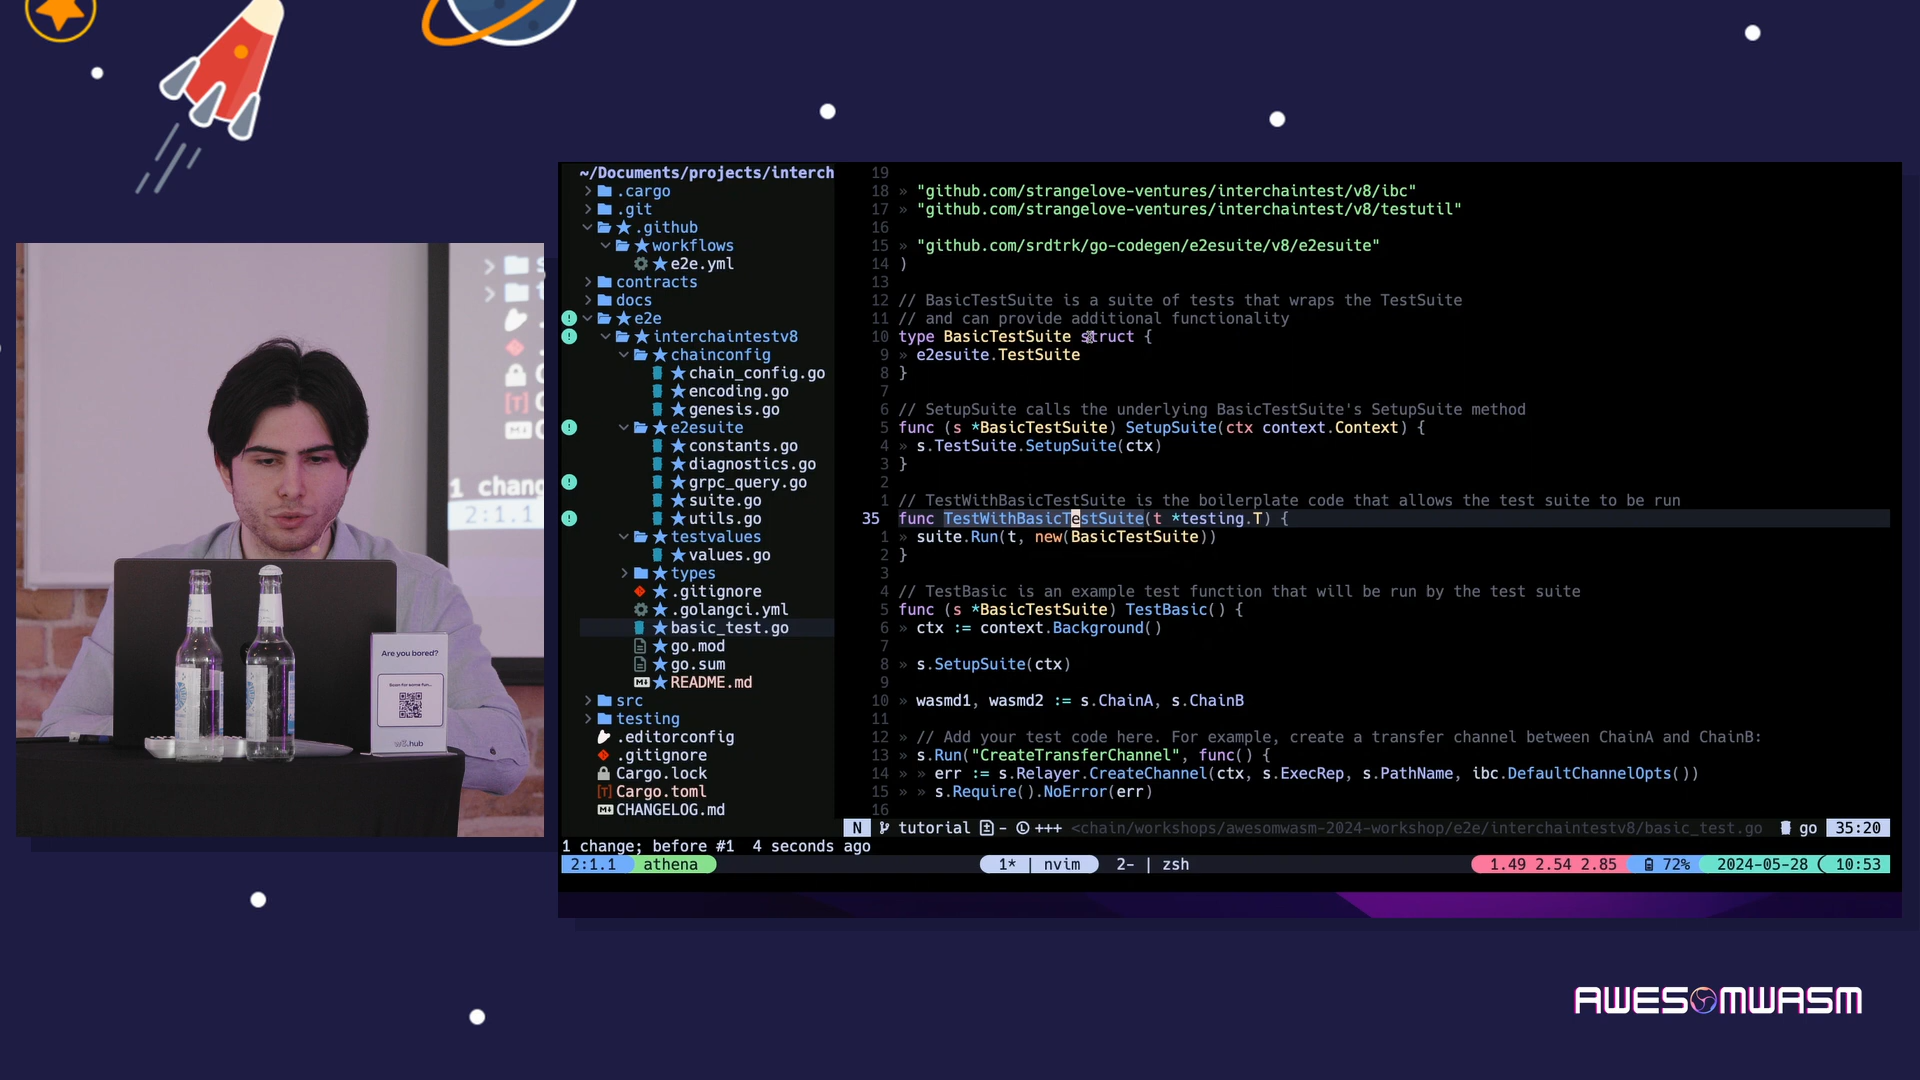 ~/Documents/projects/interch
.cargo
.git
.github
workflows
e2e.yml
contracts
docs
e2e
interchaintestv8
chainconfig
chain_config.go
encoding.go
genesis.go
e2esuite
constants.go
diagnostics.go
grpc_query.go
suite.go
utils.go
testvalues
values.go
types
.gitignore
.golangci.yml
basic_test.go
go.mod
go.sum
README.md
src
testing
.editorconfig
.gitignore
Cargo.lock
Cargo.toml
CHANGELOG.md
19
18 » "github.com/strangelove-ventures/interchaintest/v8/ibc"
17 » "github.com/strangelove-ventures/interchaintest/v8/testutil"
16
15 » "github.com/srdtrk/go-codegen/e2esuite/v8/e2esuite"
14 )
13
12 // BasicTestSuite is a suite of tests that wraps the TestSuite
11 // and can provide additional functionality
10 type BasicTestSuite struct {
9 » e2esuite.TestSuite
8 }
7
6 // SetupSuite calls the underlying BasicTestSuite's SetupSuite method
5 func (s *BasicTestSuite) SetupSuite(ctx context.Context) {
4 » s.TestSuite.SetupSuite(ctx)
3 }
2
1 // TestWithBasicTestSuite is the boilerplate code that allows the test suite to be run
35 func TestWithBasicTestSuite(t *testing.T) {
1 » suite.Run(t, new(BasicTestSuite))
2 }
3
4 // TestBasic is an example test function that will be run by the test suite
5 func (s *BasicTestSuite) TestBasic() {
6 » ctx := context.Background()
7
8 » s.SetupSuite(ctx)
9
10 » wasmd1, wasmd2 := s.ChainA, s.ChainB
11
12 » // Add your test code here. For example, create a transfer channel between ChainA and ChainB:
13 » s.Run("CreateTransferChannel", func() {
14 » » err := s.Relayer.CreateChannel(ctx, s.ExecRep, s.PathName, ibc.DefaultChannelOpts())
15 » » s.Require().NoError(err)
16
N tutorial - +++ <chain/workshops/awesomwasm-2024-workshop/e2e/interchaintestv8/basic_test.go go 35:20
1 change; before #1 4 seconds ago
2:1.1 athena 1* | nvim 2- | zsh 1.49 2.54 2.85 72% 2024-05-28 10:53
1 chang
2:1.1
Are you bored?
w3.hub
AWESOMWASM